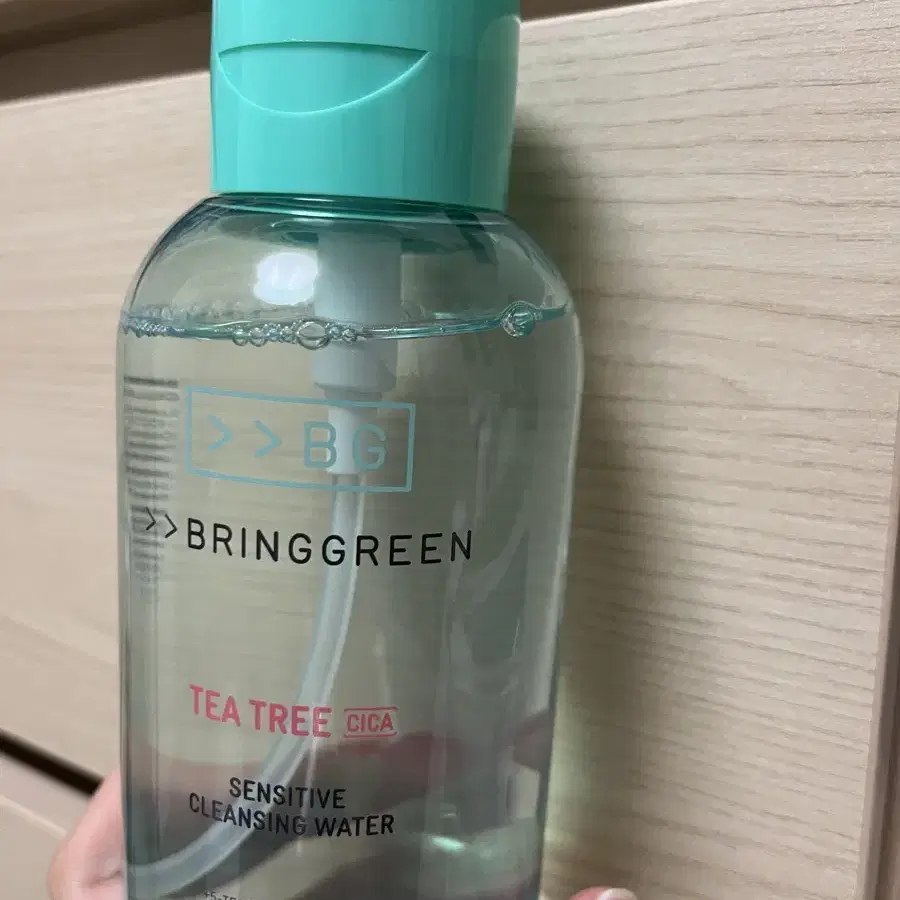 >>BG
>>BRINGGREEN
TEA TREE CICA
SENSITIVE
CLEANSING WATER